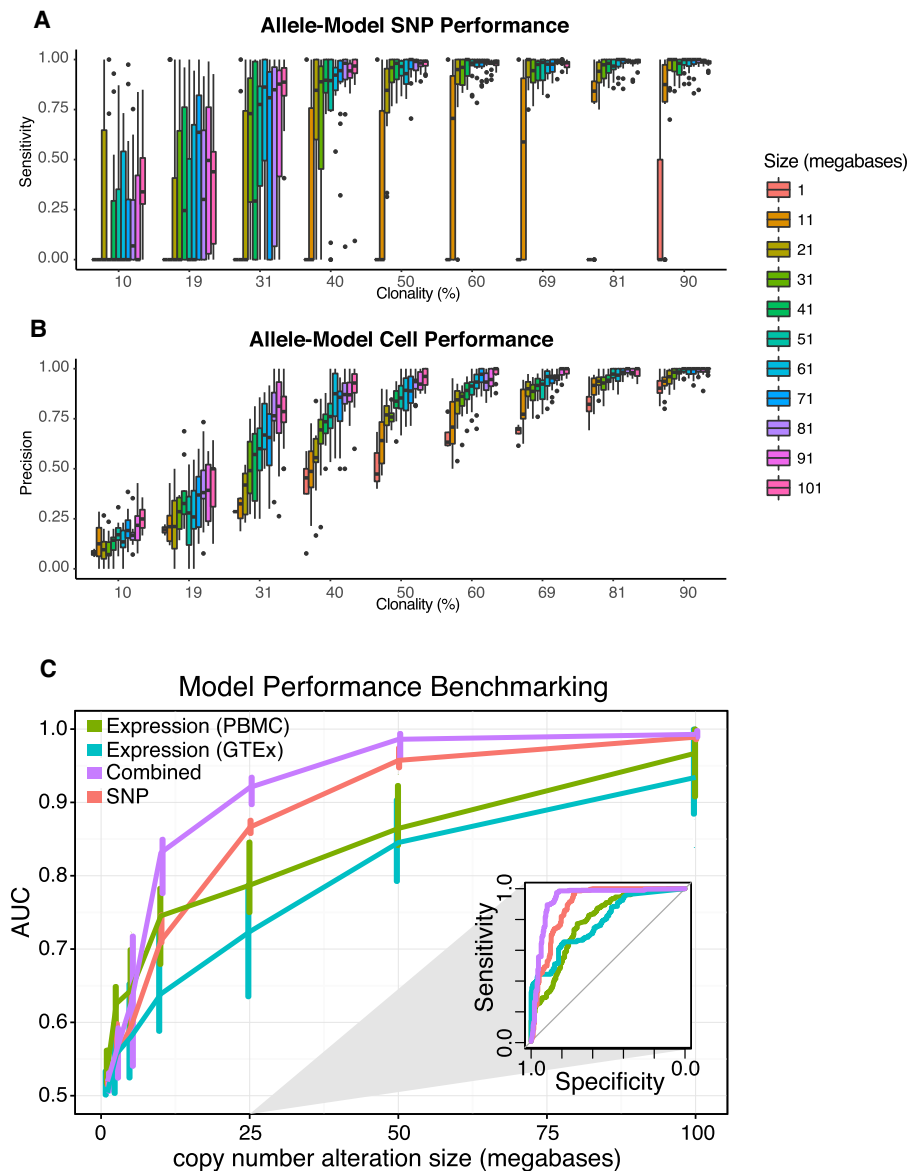 A
Allele-Model SNP Performance
Sensitivity
1.00
0.75
0.50
0.25
0.00
10 19 31 40 50 60 69 81 90
Clonality (%)
Size (megabases)
1
11
21
31
41
51
61
71
81
91
101
B
Allele-Model Cell Performance
Precision
1.00
0.75
0.50
0.25
0.00
10 19 31 40 50 60 69 81 90
Clonality (%)
C
Model Performance Benchmarking
Expression (PBMC)
Expression (GTEx)
Combined
SNP
AUC
1.0
0.9
0.8
0.7
0.6
0.5
0 25 50 75 100
copy number alteration size (megabases)
Sensitivity
1.0
0.0
1.0 0.0
Specificity